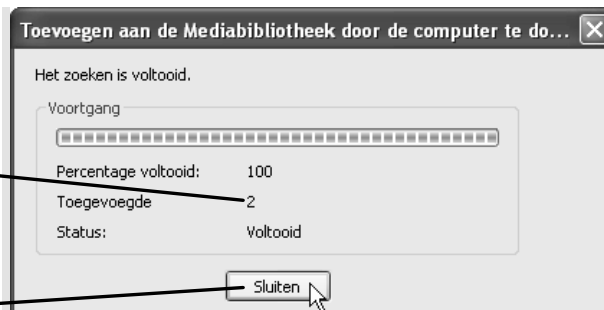 Toevoegen aan de Mediabibliotheek door de computer te do...
Het zoeken is voltooid.
Voortgang
Percentage voltooid: 100
Toegevoegde 2
Status: Voltooid
Sluiten